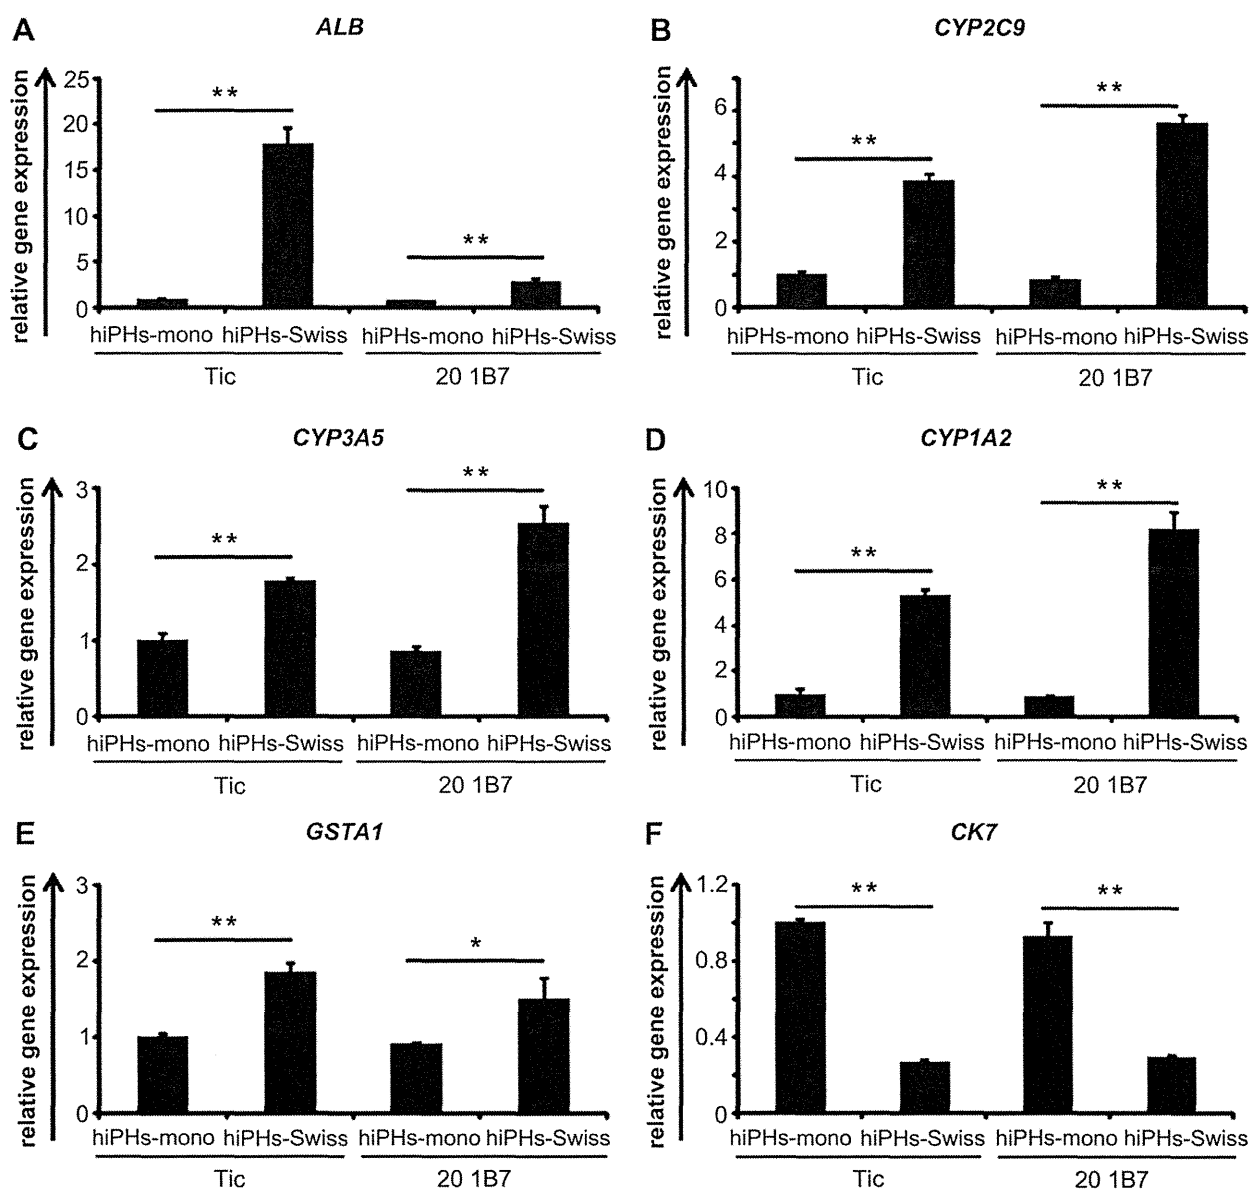 A ALB
relative gene expression
25
20
15
10
5
0
**
**
hiPHs-mono hiPHs-Swiss hiPHs-mono hiPHs-Swiss
Tic 20 1B7
B CYP2C9
relative gene expression
6
4
2
0
**
**
hiPHs-mono hiPHs-Swiss hiPHs-mono hiPHs-Swiss
Tic 20 1B7
C CYP3A5
relative gene expression
3
2
1
0
**
**
hiPHs-mono hiPHs-Swiss hiPHs-mono hiPHs-Swiss
Tic 20 1B7
D CYP1A2
relative gene expression
10
8
6
4
2
0
**
**
hiPHs-mono hiPHs-Swiss hiPHs-mono hiPHs-Swiss
Tic 20 1B7
E GSTA1
relative gene expression
3
2
1
0
**
*
hiPHs-mono hiPHs-Swiss hiPHs-mono hiPHs-Swiss
Tic 20 1B7
F CK7
relative gene expression
1.2
0.8
0.4
0
**
**
hiPHs-mono hiPHs-Swiss hiPHs-mono hiPHs-Swiss
Tic 20 1B7